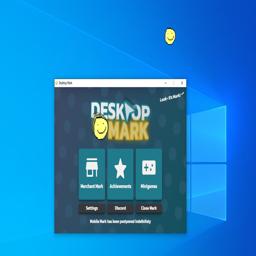 Desktop Mark
Look - it's Mark
DESKTOP
MARK
Merchant Mark
Achievements
Minigames
Settings
Discord
Close Mark
Mobile Mark has been postponed indefinitely